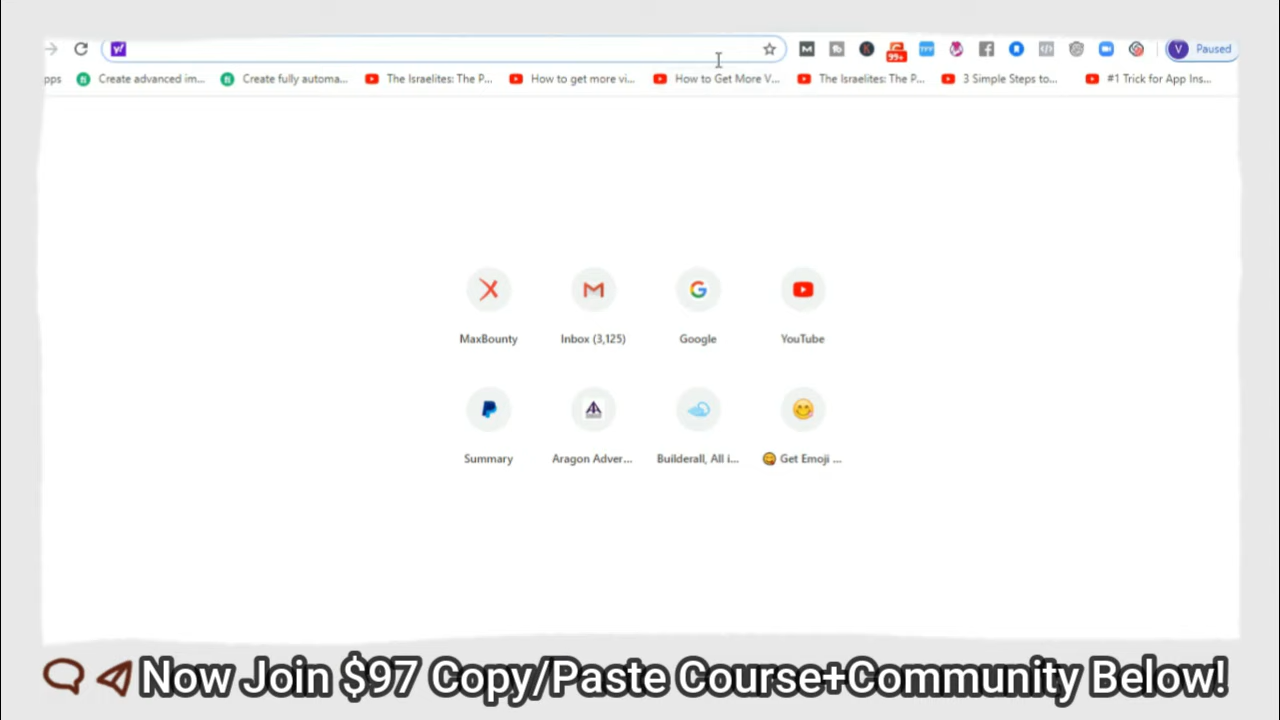 99+
V Paused
pps Create advanced im... Create fully automa... The Israelites: The P... How to get more vi... How to Get More V... The Israelites: The P... 3 Simple Steps to... #1 Trick for App Ins...
MaxBounty Inbox (3,125) Google YouTube
Summary Aragon Adver... Builderall, All i... 😋 Get Emoji ...
Now Join $97 Copy/Paste Course+Community Below!